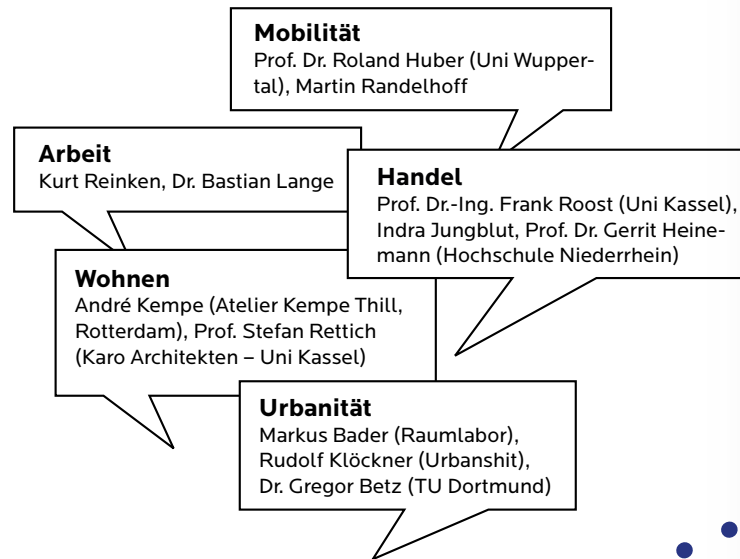 Mobilität
Prof. Dr. Roland Huber (Uni Wupper-
tal), Martin Randelhoff
Arbeit
Kurt Reinken, Dr. Bastian Lange
Handel
Prof. Dr.-Ing. Frank Roost (Uni Kassel),
Indra Jungblut, Prof. Dr. Gerrit Heine-
mann (Hochschule Niederrhein)
Wohnen
André Kempe (Atelier Kempe Thill,
Rotterdam), Prof. Stefan Rettich
(Karo Architekten – Uni Kassel)
Urbanität
Markus Bader (Raumlabor),
Rudolf Klöckner (Urbanshit),
Dr. Gregor Betz (TU Dortmund)